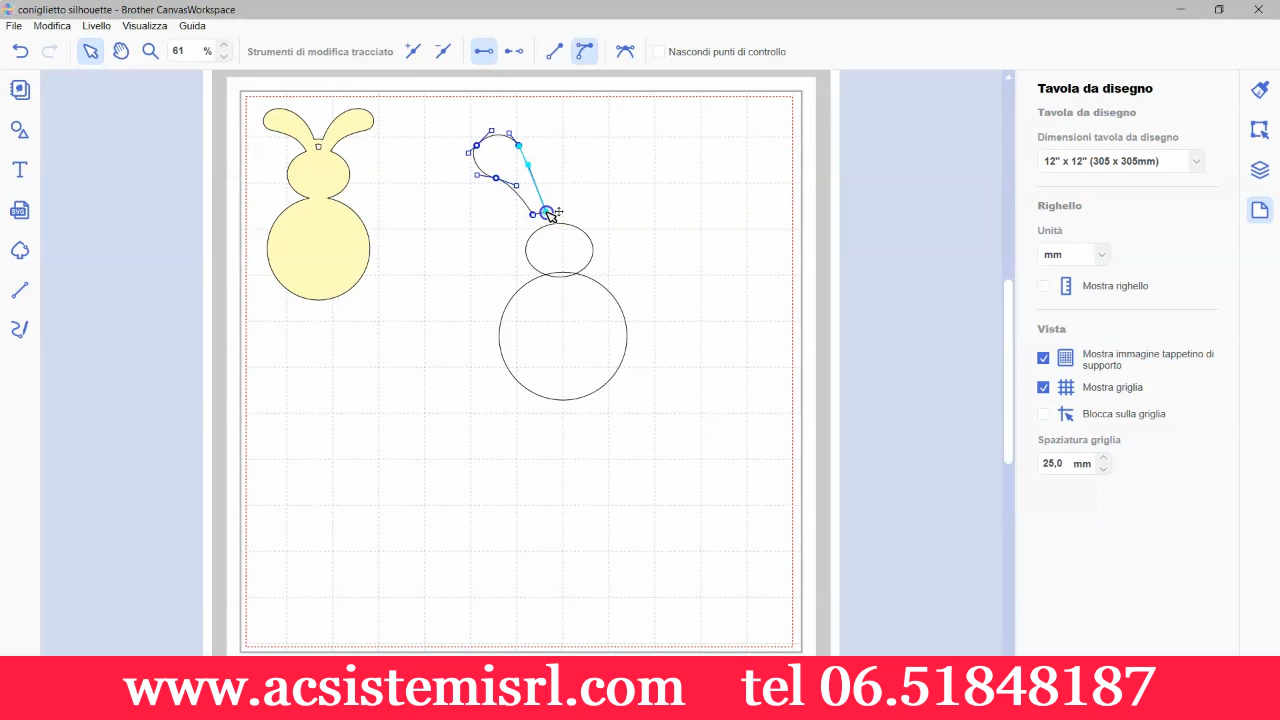 coniglietto silhouette - Brother CanvasWorkspace
File Modifica Livello Visualizza Guida
61 %
Strumenti di modifica tracciato
Nascondi punti di controllo
T
SVG
Tavola da disegno
Tavola da disegno
Dimensioni tavola da disegno
12" x 12" (305 x 305mm)
Righello
Unità
mm
Mostra righello
Vista
Mostra immagine tappetino di
supporto
Mostra griglia
Blocca sulla griglia
Spaziatura griglia
25,0 mm
www.acsistemisrl.com tel 06.51848187